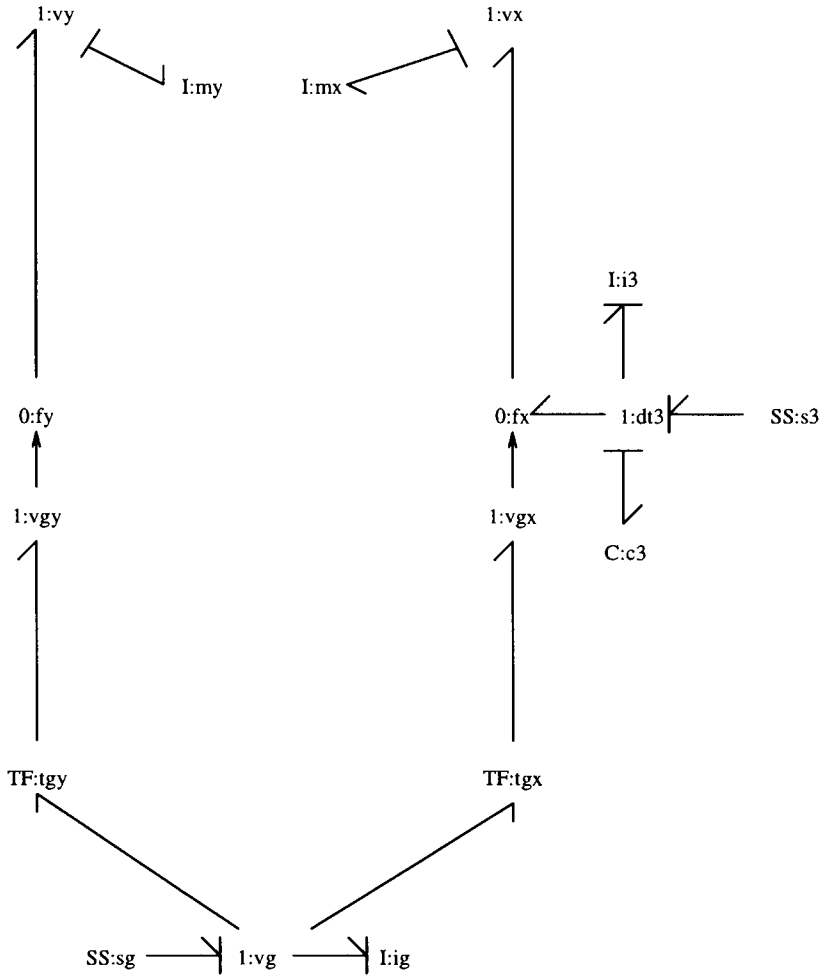 1:vy
1:vx
I:my
I:mx
I:i3
0:fy
0:fx
1:dt3
SS:s3
1:vgy
1:vgx
C:c3
TF:tgy
TF:tgx
SS:sg
1:vg
I:ig